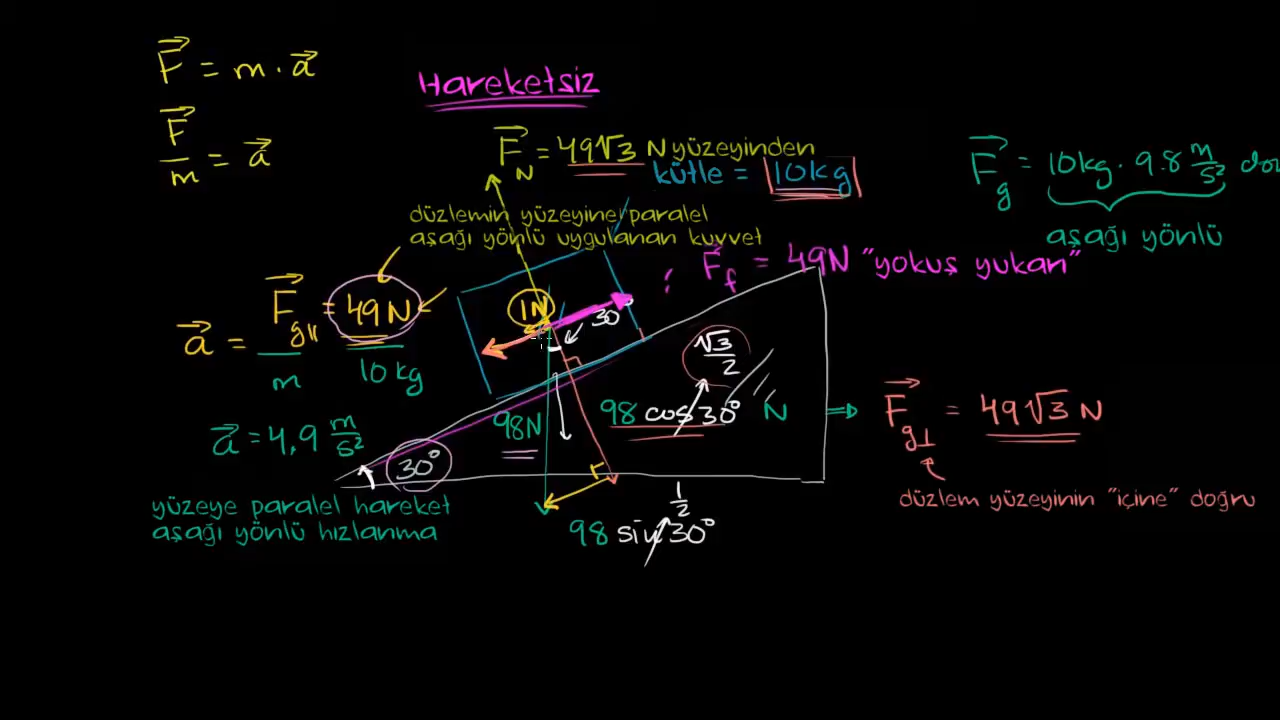 F = m · a
Hareketsiz
F/m = a
F_N = 49√3 N yüzeyinden
kütle = 10kg
F_g = 10kg · 9.8 m/s²
aşağı yönlü
düzlemin yüzeyine paralel
aşağı yönlü uygulanan kuvvet
F_f = 49N "yokuş yukarı"
F_g|| = 49N
1N
30°
a = /m
10 kg
√3/2
98N
98 cos 30° N
F_g⊥ = 49√3 N
a = 4,9 m/s²
30°
düzlem yüzeyinin "içine" doğru
yüzeye paralel hareket
aşağı yönlü hızlanma
1/2
98 sin 30°